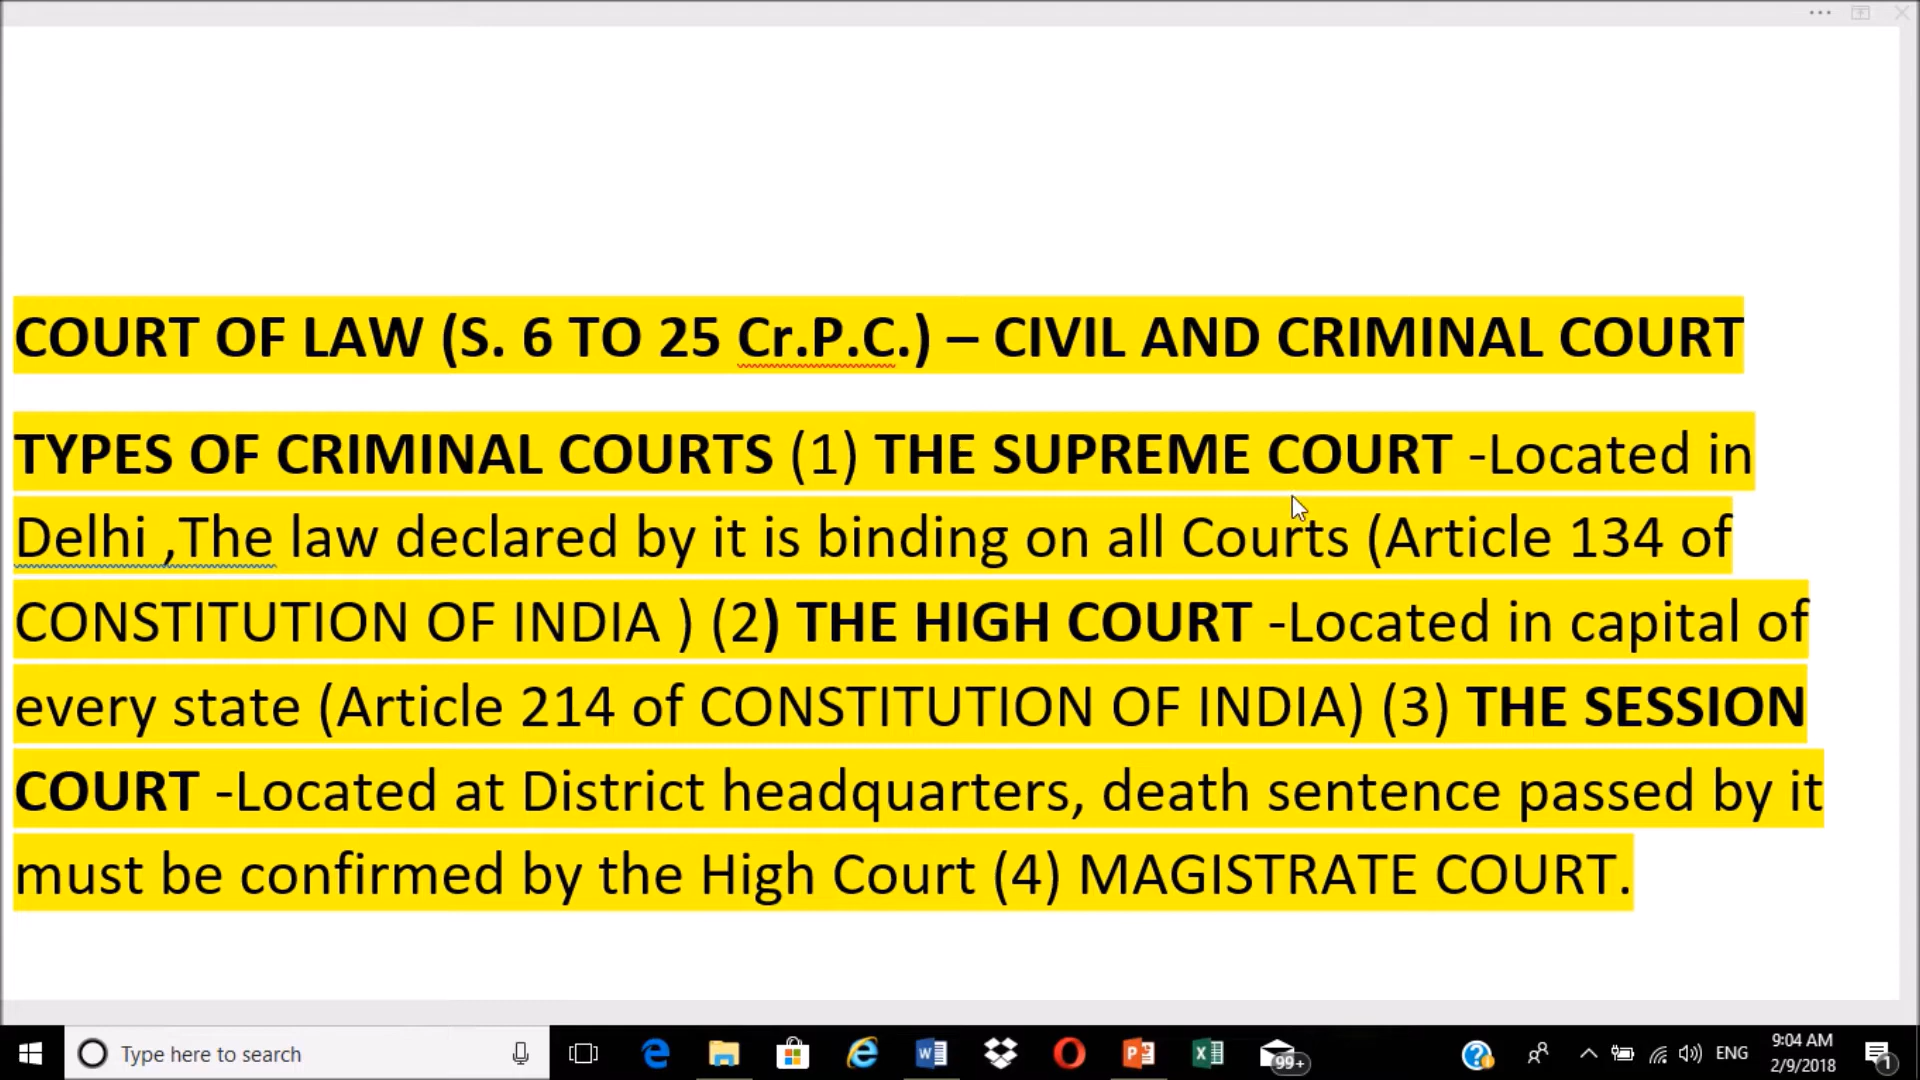 COURT OF LAW (S. 6 TO 25 Cr.P.C.) – CIVIL AND CRIMINAL COURT
TYPES OF CRIMINAL COURTS (1) THE SUPREME COURT -Located in
Delhi ,The law declared by it is binding on all Courts (Article 134 of
CONSTITUTION OF INDIA ) (2) THE HIGH COURT -Located in capital of
every state (Article 214 of CONSTITUTION OF INDIA) (3) THE SESSION
COURT -Located at District headquarters, death sentence passed by it
must be confirmed by the High Court (4) MAGISTRATE COURT.
Type here to search
99+
ENG
9:04 AM
2/9/2018
1